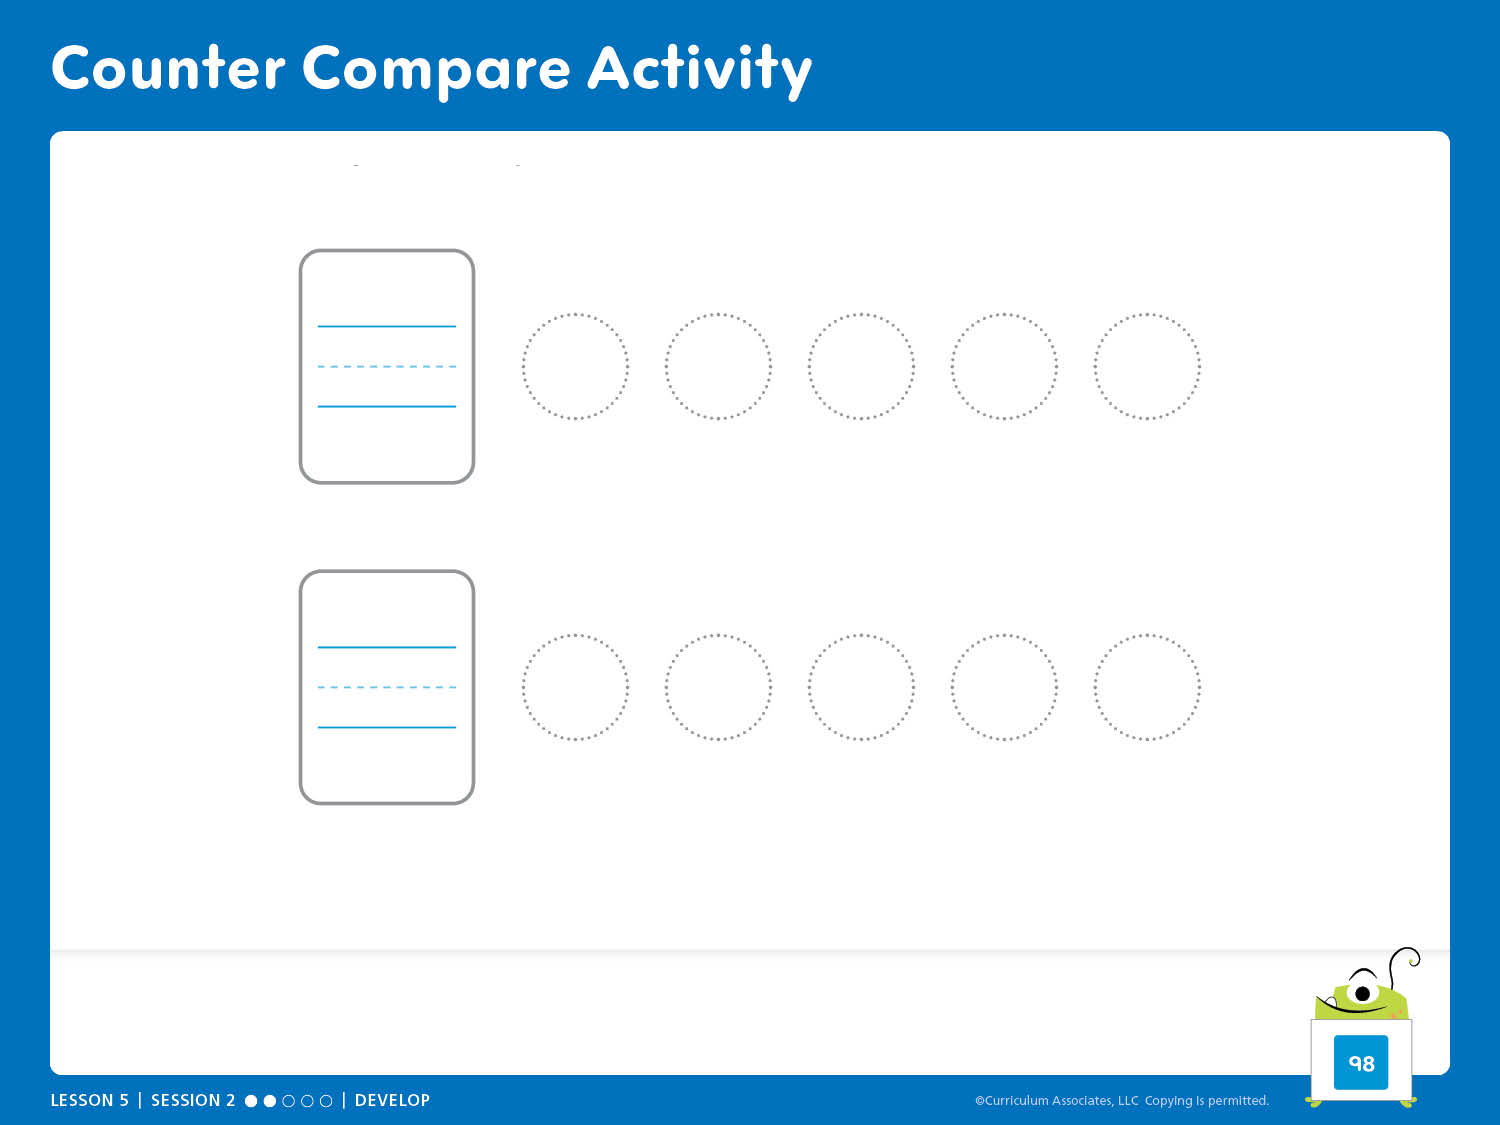 Counter Compare Activity
98
LESSON 5 | SESSION 2 ●●○○○ | DEVELOP
©Curriculum Associates, LLC Copying is permitted.